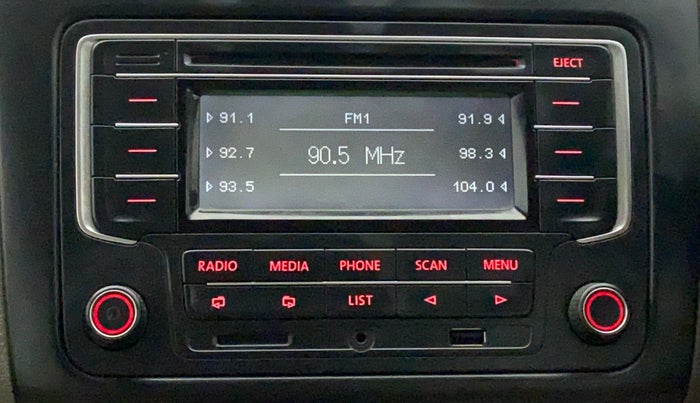 EJECT
91.1 FM1 91.9
92.7 90.5 MHz 98.3
93.5 104.0
RADIO MEDIA PHONE SCAN MENU
LIST